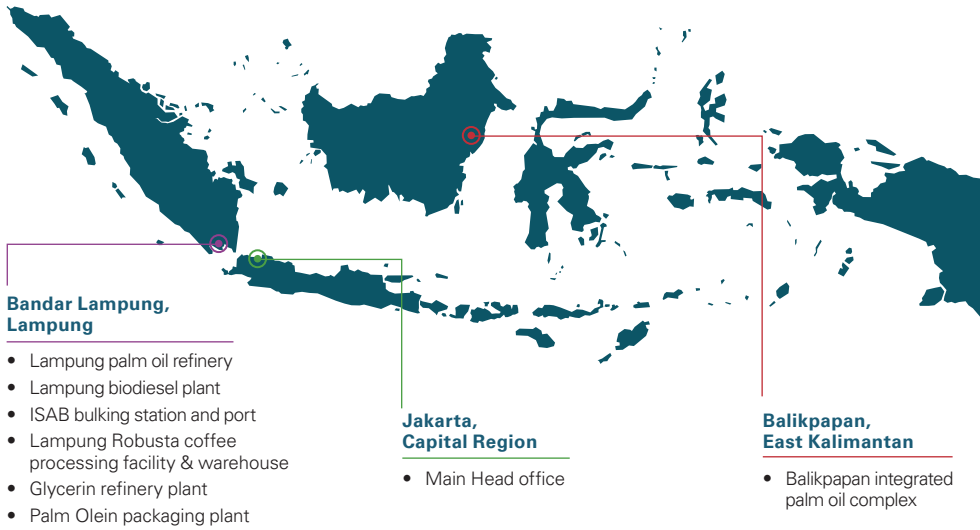 Bandar Lampung,
Lampung
• Lampung palm oil refinery
• Lampung biodiesel plant
• ISAB bulking station and port
• Lampung Robusta coffee
processing facility & warehouse
• Glycerin refinery plant
• Palm Olein packaging plant
Jakarta,
Capital Region
• Main Head office
Balikpapan,
East Kalimantan
• Balikpapan integrated
palm oil complex